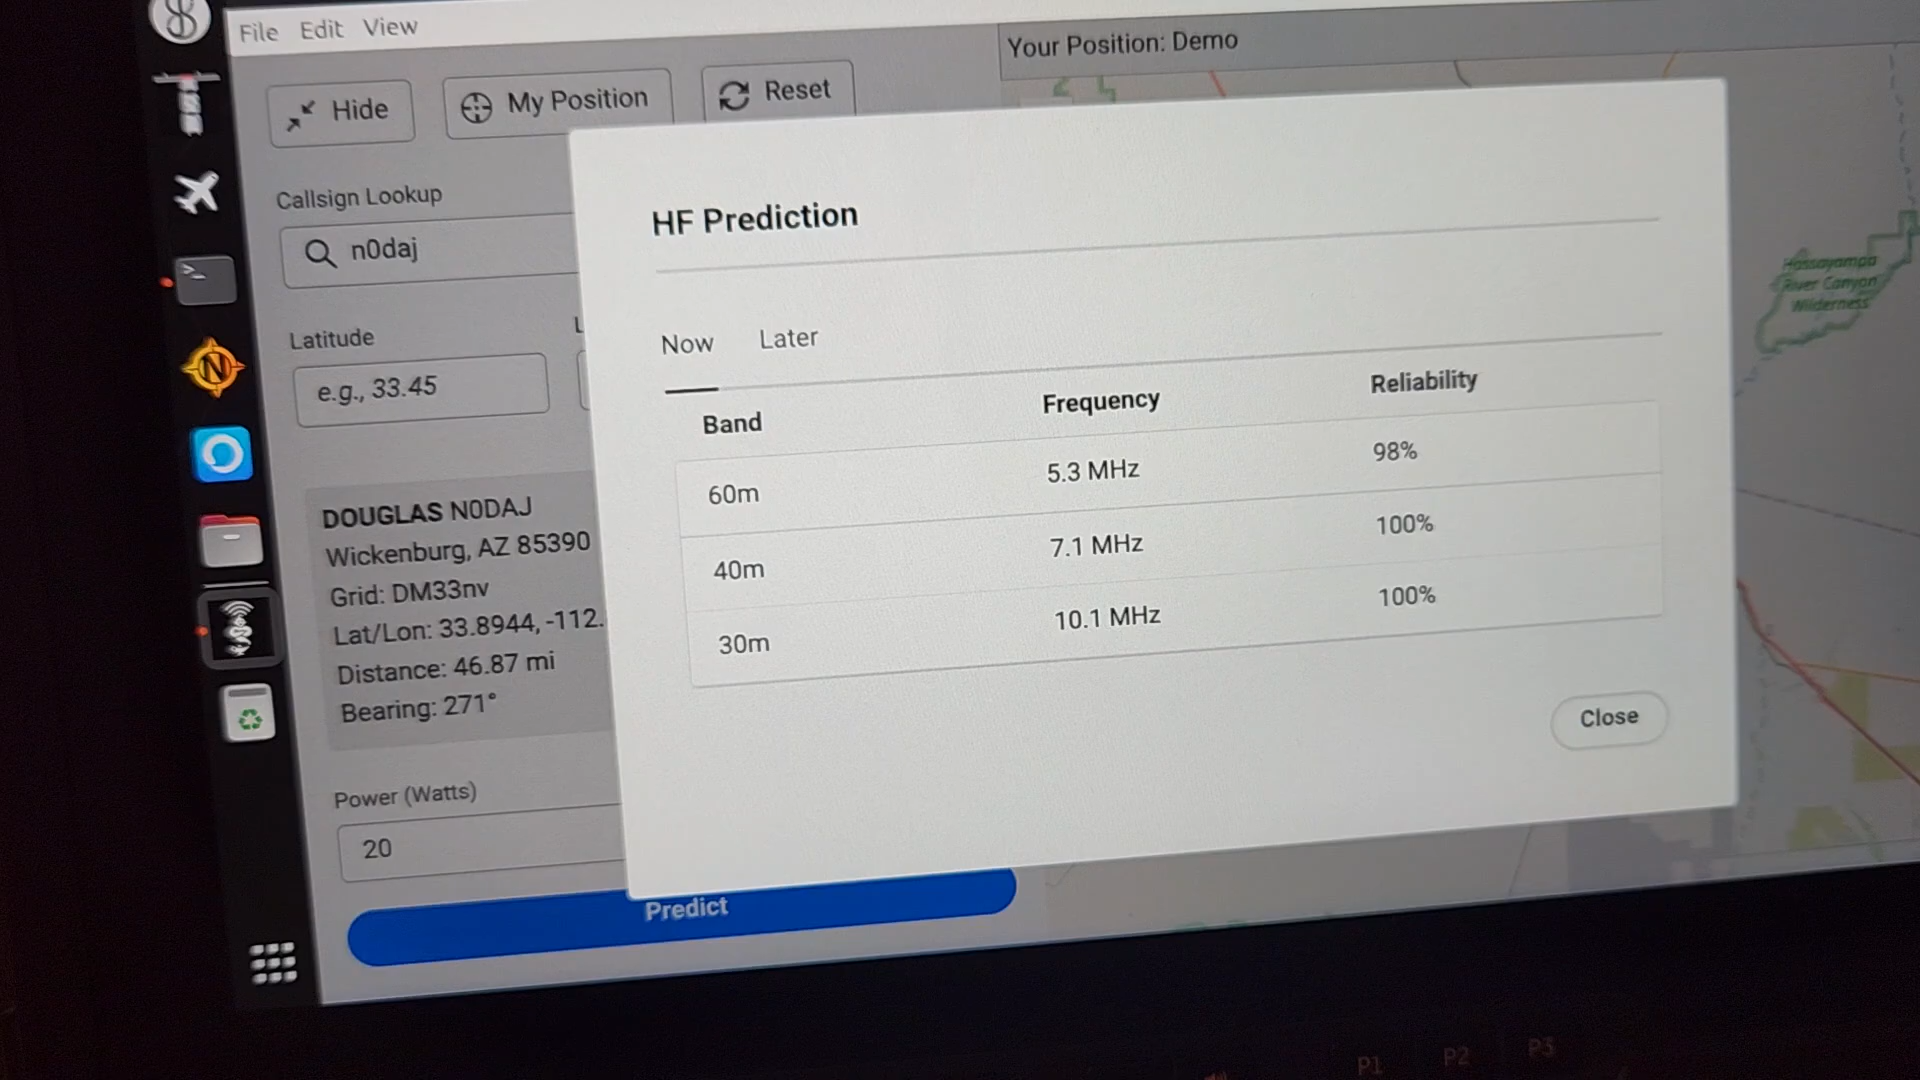 File Edit View
Your Position: Demo
Hide
My Position
Reset
Callsign Lookup
n0daj
Latitude
L
e.g., 33.45
DOUGLAS N0DAJ
Wickenburg, AZ 85390
Grid: DM33nv
Lat/Lon: 33.8944, -112.
Distance: 46.87 mi
Bearing: 271°
Power (Watts)
20
Predict
HF Prediction
Now Later
Band Frequency Reliability
60m 5.3 MHz 98%
40m 7.1 MHz 100%
30m 10.1 MHz 100%
Close
Hassayampa
River Canyon
Wilderness
N
>_
P1 P2 P3